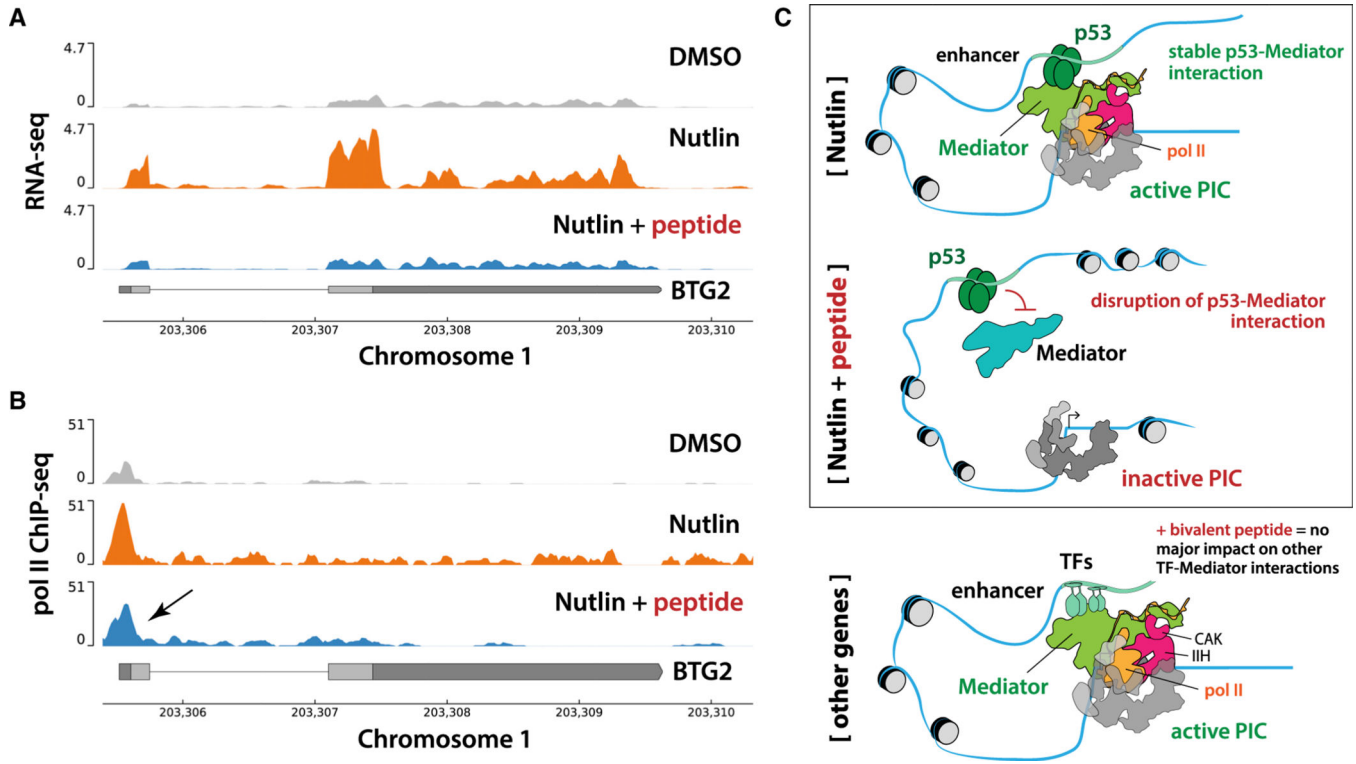 A
RNA-seq
4.7
0
DMSO
4.7
0
Nutlin
4.7
0
Nutlin + peptide
BTG2
203,306
203,307
203,308
203,309
203,310
Chromosome 1
B
pol II ChIP-seq
51
0
DMSO
51
0
Nutlin
51
0
Nutlin + peptide
BTG2
203,306
203,307
203,308
203,309
203,310
Chromosome 1
C
[ Nutlin ]
p53
enhancer
stable p53-Mediator
interaction
Mediator
pol II
active PIC
[ Nutlin + peptide ]
p53
disruption of p53-Mediator
interaction
Mediator
inactive PIC
[ other genes ]
+ bivalent peptide = no
major impact on other
TF-Mediator interactions
TFs
enhancer
CAK
IIH
Mediator
pol II
active PIC